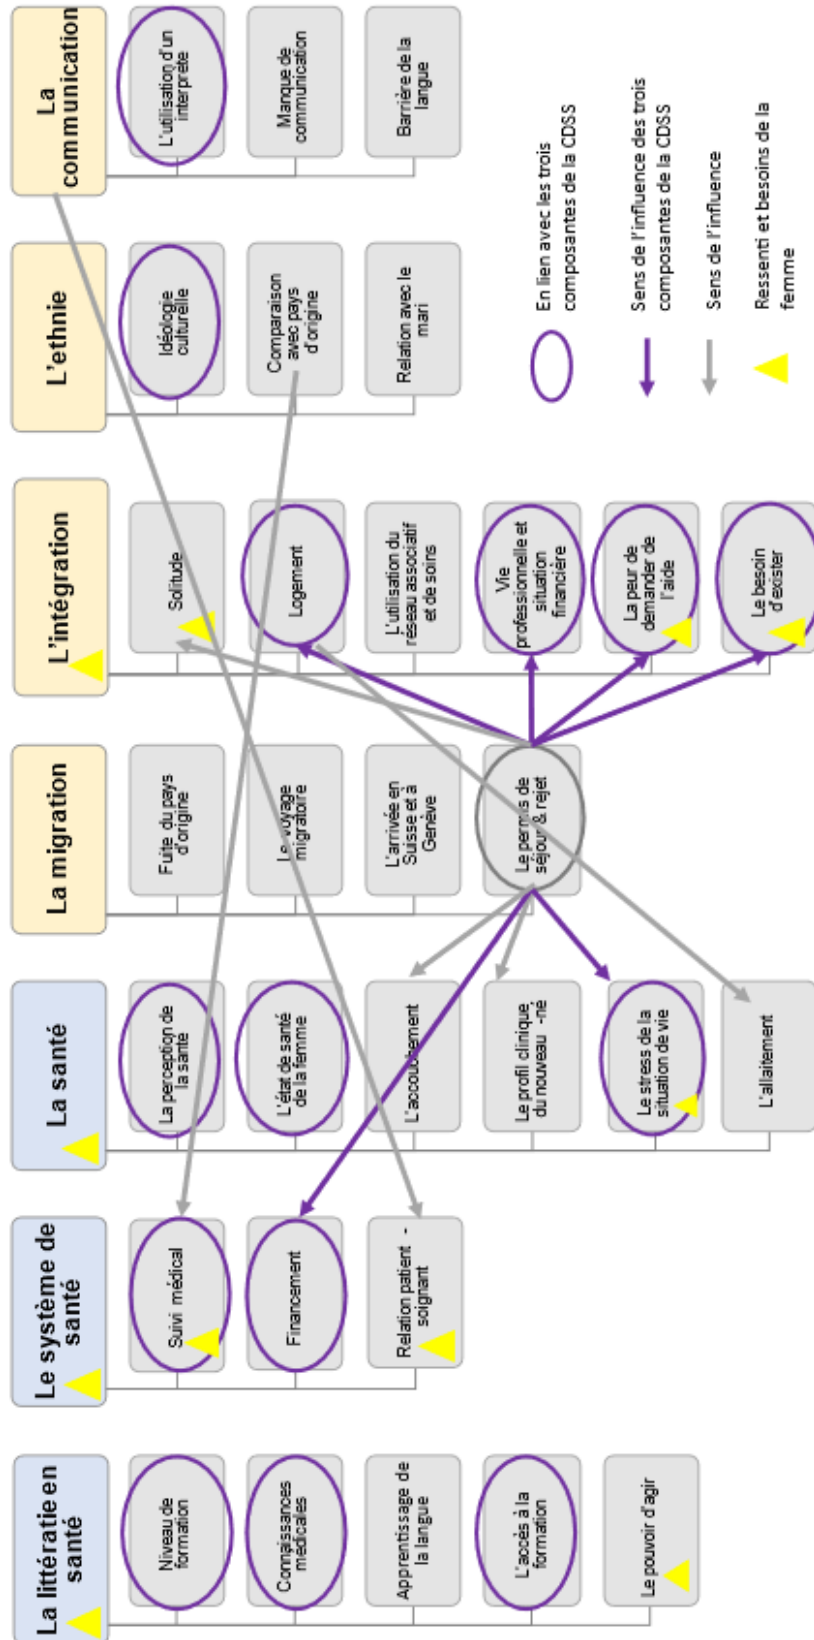 La littératie en
santé
Niveau de
formation
Connaissances
médicales
Apprentissage de
la langue
L'accès à la
formation
Le pouvoir d'agir
Le système de
santé
Suivi médical
Financement
Relation patient -
soignant
La santé
La perception de
la santé
L'état de santé
de la femme
L'accouchement
Le profil clinique
du nouveau -né
Le stress de la
situation de vie
L'allaitement
La migration
Fuite du pays
d'origine
Le voyage
migratoire
L'arrivée en
Suisse et à
Genève
Le permis de
séjour & rejet
L'intégration
Solitude
Logement
L'utilisation du
réseau associatif
et de soins
Vie
professionnelle et
situation
financière
La peur de
demander de
l'aide
Le besoin
d'exister
L'ethnie
Idéologie
culturelle
Comparaison
avec pays
d'origine
Relation avec le
mari
La
communication
L'utilisation d'un
interprète
Manque de
communication
Barrière de la
langue
En lien avec les trois
composantes de la CDSS
Sens de l'influence des trois
composantes de la CDSS
Sens de l'influence
Ressenti et besoins de la
femme